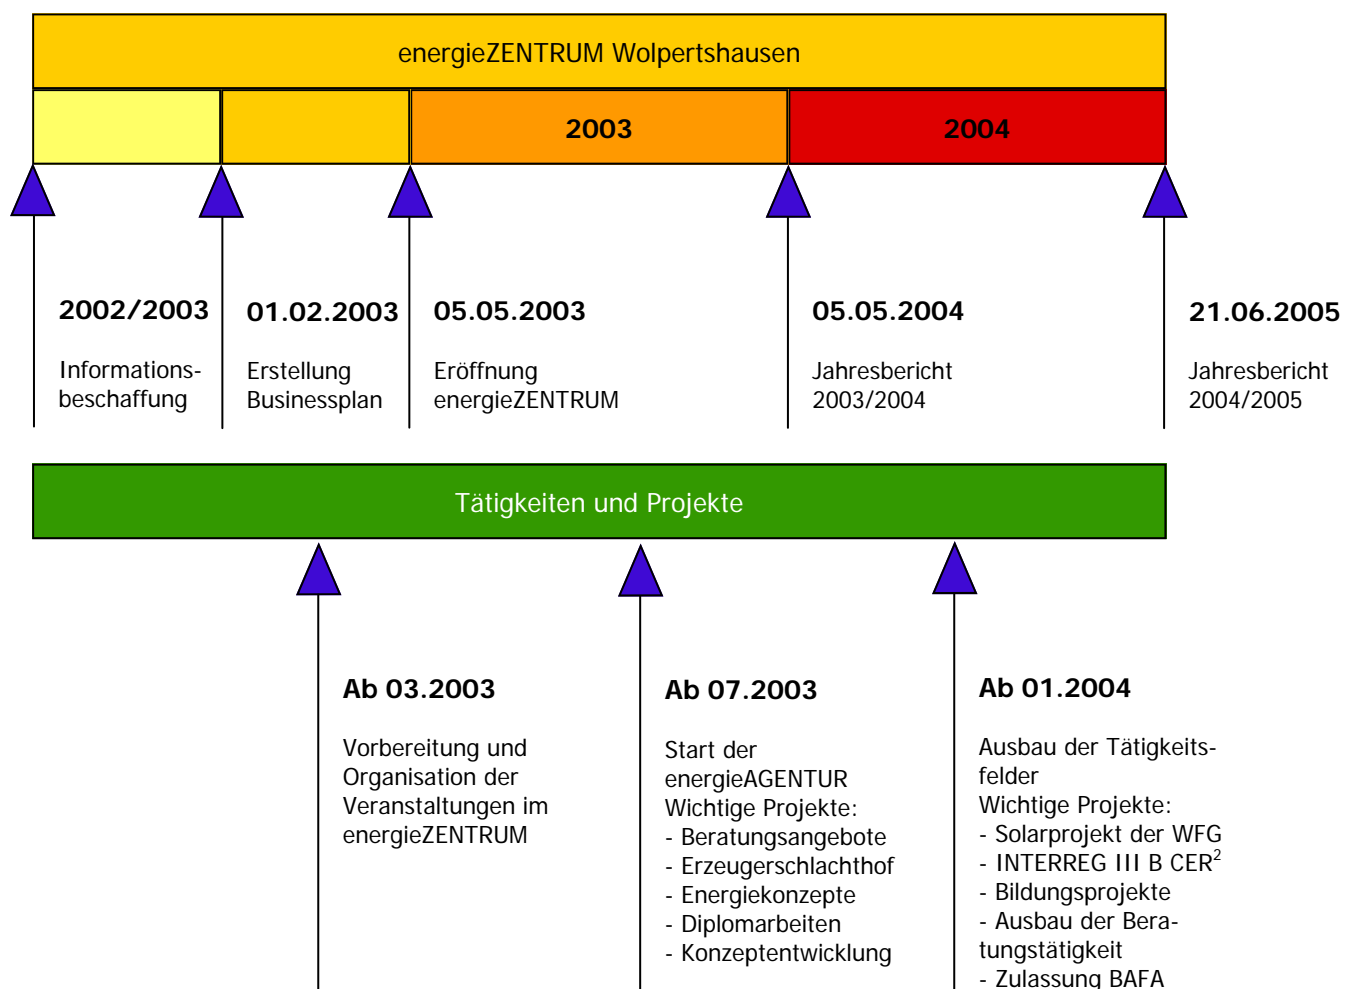 energieZENTRUM Wolpertshausen
2003
2004
2002/2003
Informations-
beschaffung
01.02.2003
Erstellung
Businessplan
05.05.2003
Eröffnung
energieZENTRUM
05.05.2004
Jahresbericht
2003/2004
21.06.2005
Jahresbericht
2004/2005
Tätigkeiten und Projekte
Ab 03.2003
Vorbereitung und
Organisation der
Veranstaltungen im
energieZENTRUM
Ab 07.2003
Start der
energieAGENTUR
Wichtige Projekte:
- Beratungsangebote
- Erzeugerschlachthof
- Energiekonzepte
- Diplomarbeiten
- Konzeptentwicklung
Ab 01.2004
Ausbau der Tätigkeits-
felder
Wichtige Projekte:
- Solarprojekt der WFG
- INTERREG III B CER²
- Bildungsprojekte
- Ausbau der Bera-
tungstätigkeit
- Zulassung BAFA